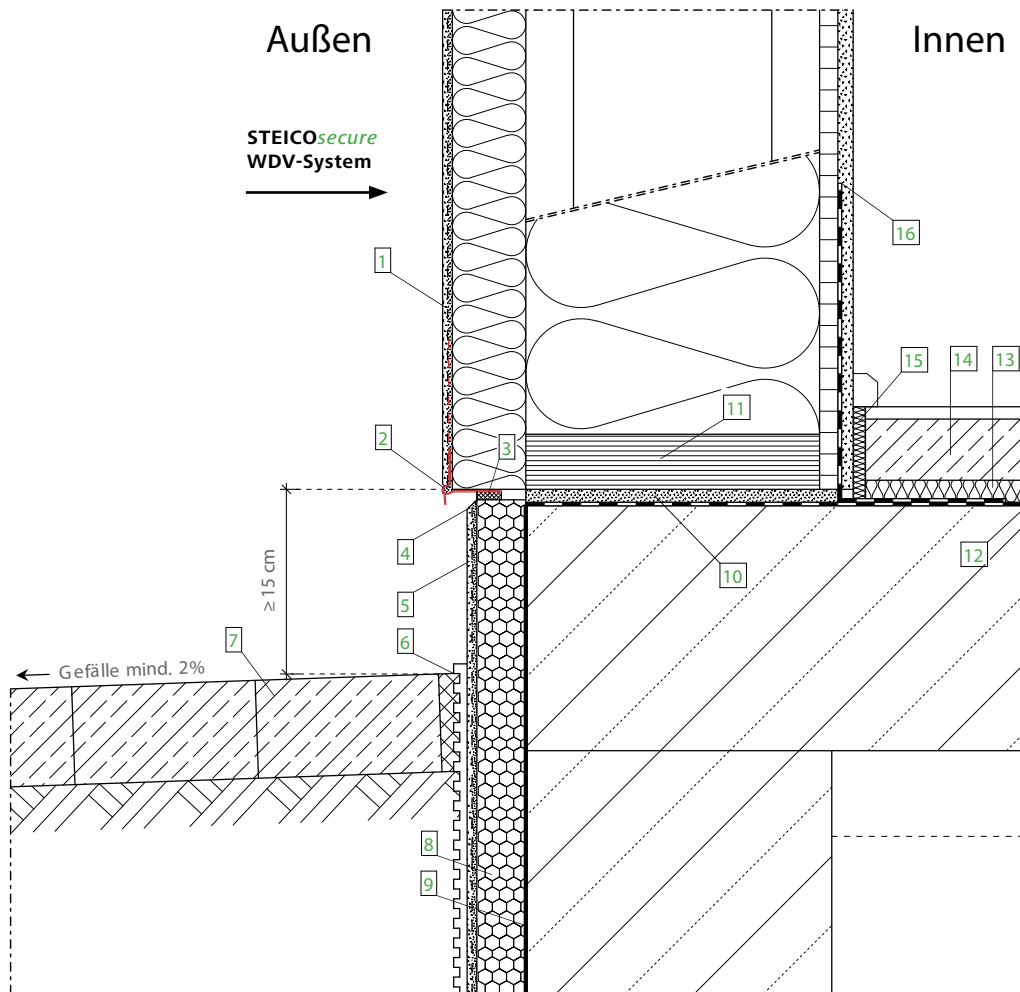 Außen
Innen
STEICOsecure
WDV-System
1
16
15
14
13
11
2
3
4
12
10
≥ 15 cm
5
6
7
Gefälle mind. 2%
8
9